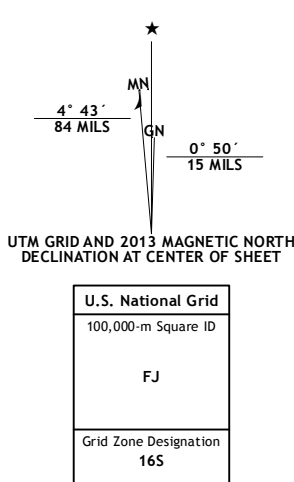 ★
MN
4° 43´
84 MILS
GN
0° 50´
15 MILS
UTM GRID AND 2013 MAGNETIC NORTH
DECLINATION AT CENTER OF SHEET
U.S. National Grid
100,000-m Square ID
FJ
Grid Zone Designation
16S